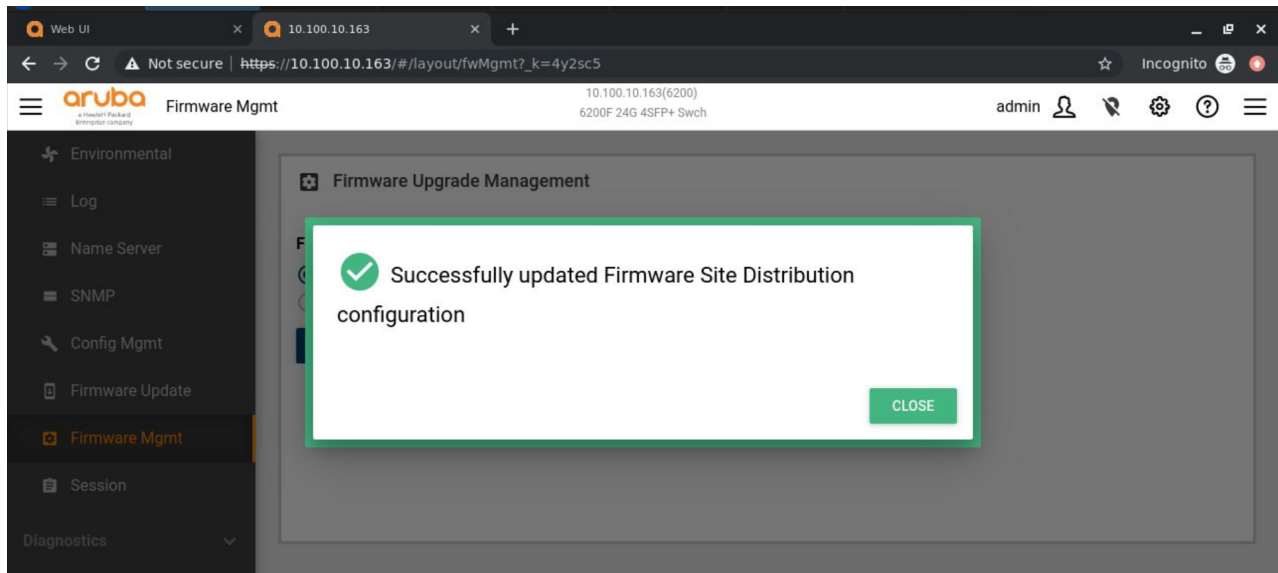 Web UI
10.100.10.163
Not secure | https://10.100.10.163/#/layout/fwMgmt?_k=4y2sc5
Incognito
aruba
a Hewlett Packard
Enterprise company
Firmware Mgmt
10.100.10.163(6200)
6200F 24G 4SFP+ Swch
admin
Environmental
Log
Name Server
SNMP
Config Mgmt
Firmware Update
Firmware Mgmt
Session
Diagnostics
Firmware Upgrade Management
F
Successfully updated Firmware Site Distribution
configuration
CLOSE